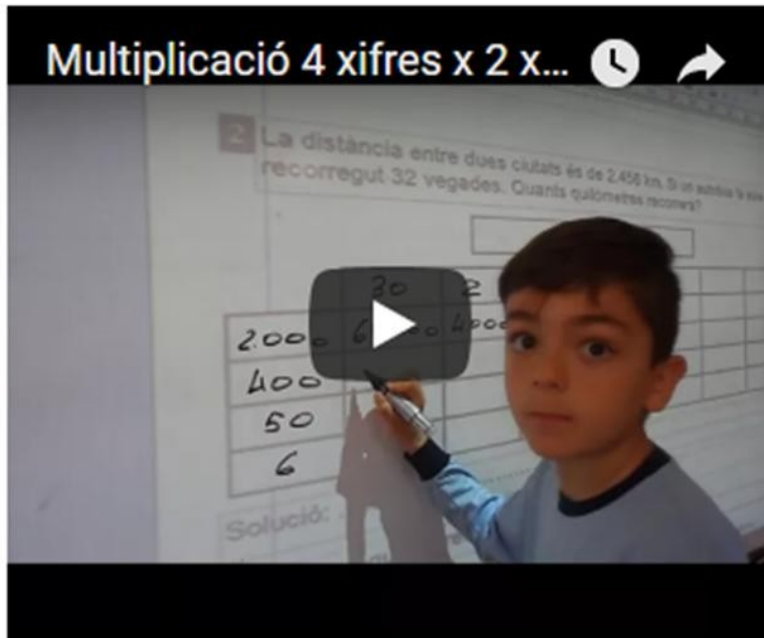 Multiplicació 4 xifres x 2 x...
2 La distància entre dues ciutats és de 2.456 km. Si un autobús la
recorregut 32 vegades. Quants quilòmetres recorrerà?
30 2
2.000 6 4000
400
50
6
Solució: